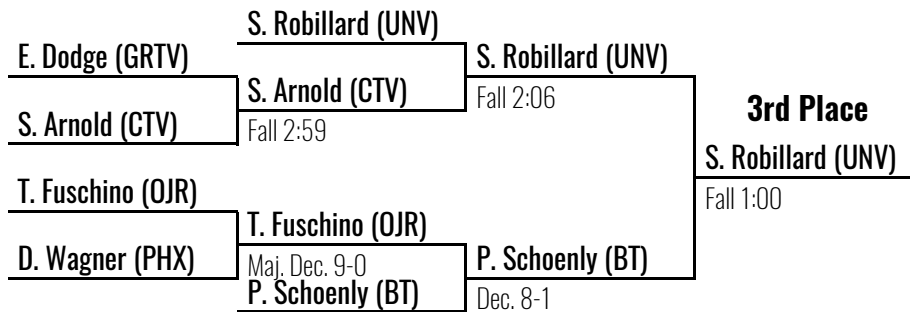 S. Robillard (UNV)
E. Dodge (GRTV)
S. Robillard (UNV)
S. Arnold (CTV)
Fall 2:06
3rd Place
S. Arnold (CTV)
Fall 2:59
S. Robillard (UNV)
T. Fuschino (OJR)
Fall 1:00
T. Fuschino (OJR)
D. Wagner (PHX)
Maj. Dec. 9-0
P. Schoenly (BT)
P. Schoenly (BT)
Dec. 8-1